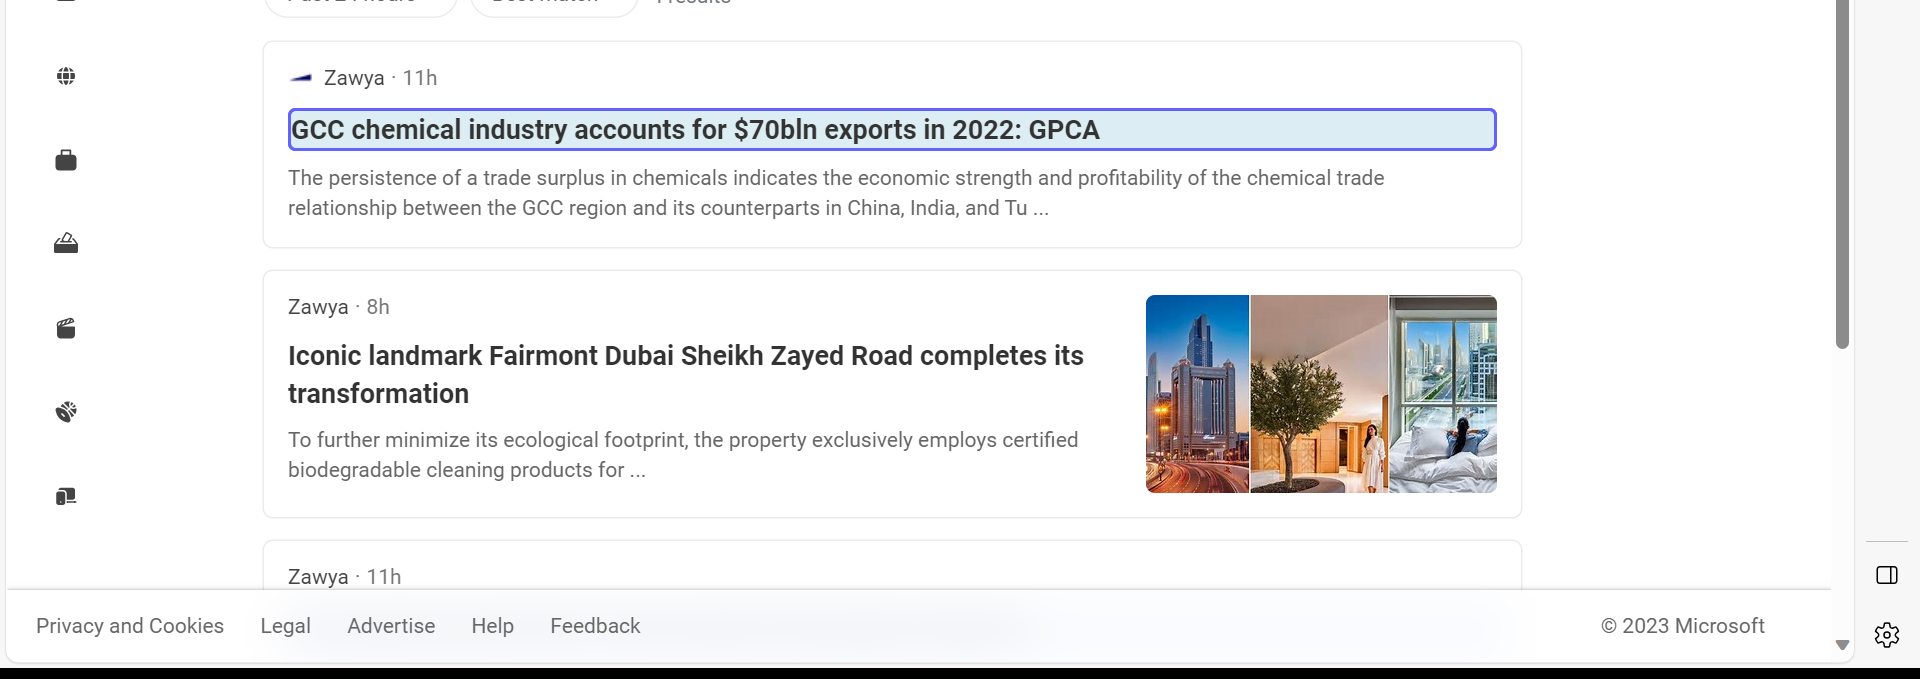 Zawya · 11h
GCC chemical industry accounts for $70bln exports in 2022: GPCA
The persistence of a trade surplus in chemicals indicates the economic strength and profitability of the chemical trade
relationship between the GCC region and its counterparts in China, India, and Tu ...
Zawya · 8h
Iconic landmark Fairmont Dubai Sheikh Zayed Road completes its
transformation
To further minimize its ecological footprint, the property exclusively employs certified
biodegradable cleaning products for ...
Zawya · 11h
Privacy and Cookies Legal Advertise Help Feedback © 2023 Microsoft